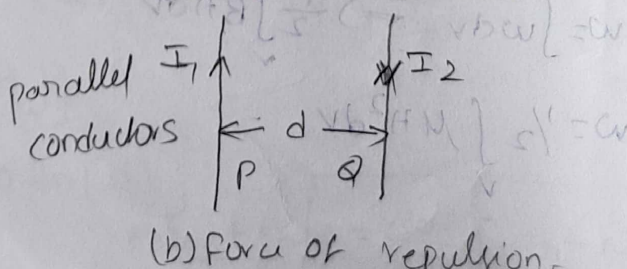 parallel I₁ I₂
conductors d
P Q
(b) force of repulsion.